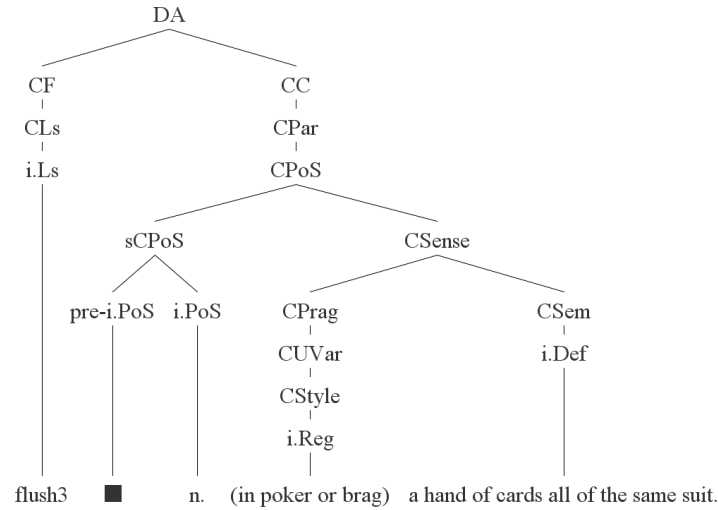 DA
CF CC
CLs CPar
i.Ls CPoS
sCPoS CSense
pre-i.PoS i.PoS CPrag CSem
CUVar i.Def
CStyle
i.Reg
flush3 ■ n. (in poker or brag) a hand of cards all of the same suit.